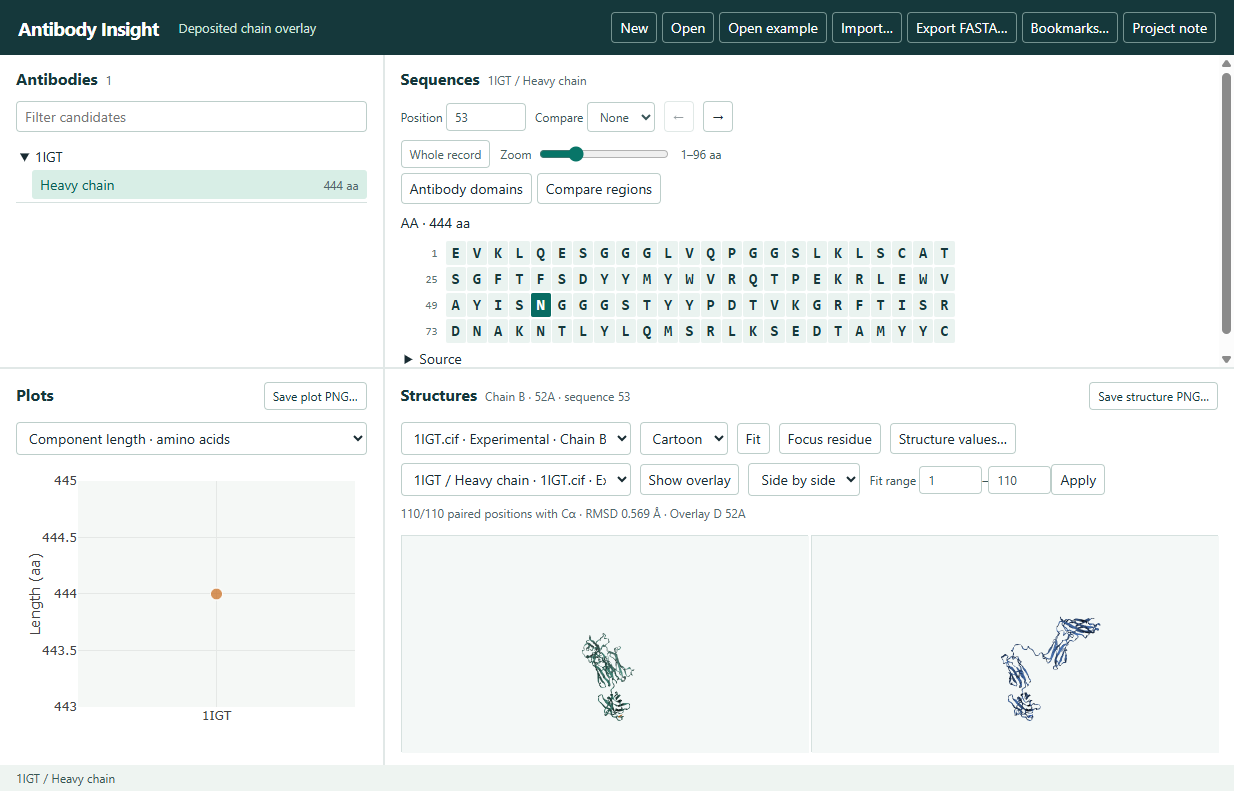 Antibody Insight Deposited chain overlay New Open Open example Import... Export FASTA... Bookmarks... Project note
Antibodies 1
Filter candidates
▼ 1IGT
Heavy chain 444 aa
Sequences 1IGT / Heavy chain
Position 53 Compare None ← →
Whole record Zoom 1–96 aa
Antibody domains Compare regions
AA · 444 aa
1 E V K L Q E S G G G L V Q P G G S L K L S C A T
25 S G F T F S D Y Y M Y W V R Q T P E K R L E W V
49 A Y I S N G G G S T Y Y P D T V K G R F T I S R
73 D N A K N T L Y L Q M S R L K S E D T A M Y Y C
▶ Source
Plots Save plot PNG...
Component length · amino acids
445
444.5
444
443.5
443
Length (aa)
1IGT
Structures Chain B · 52A · sequence 53 Save structure PNG...
1IGT.cif · Experimental · Chain B Cartoon Fit Focus residue Structure values...
1IGT / Heavy chain · 1IGT.cif · Ex Show overlay Side by side Fit range 1 – 110 Apply
110/110 paired positions with Cα · RMSD 0.569 Å · Overlay D 52A
1IGT / Heavy chain